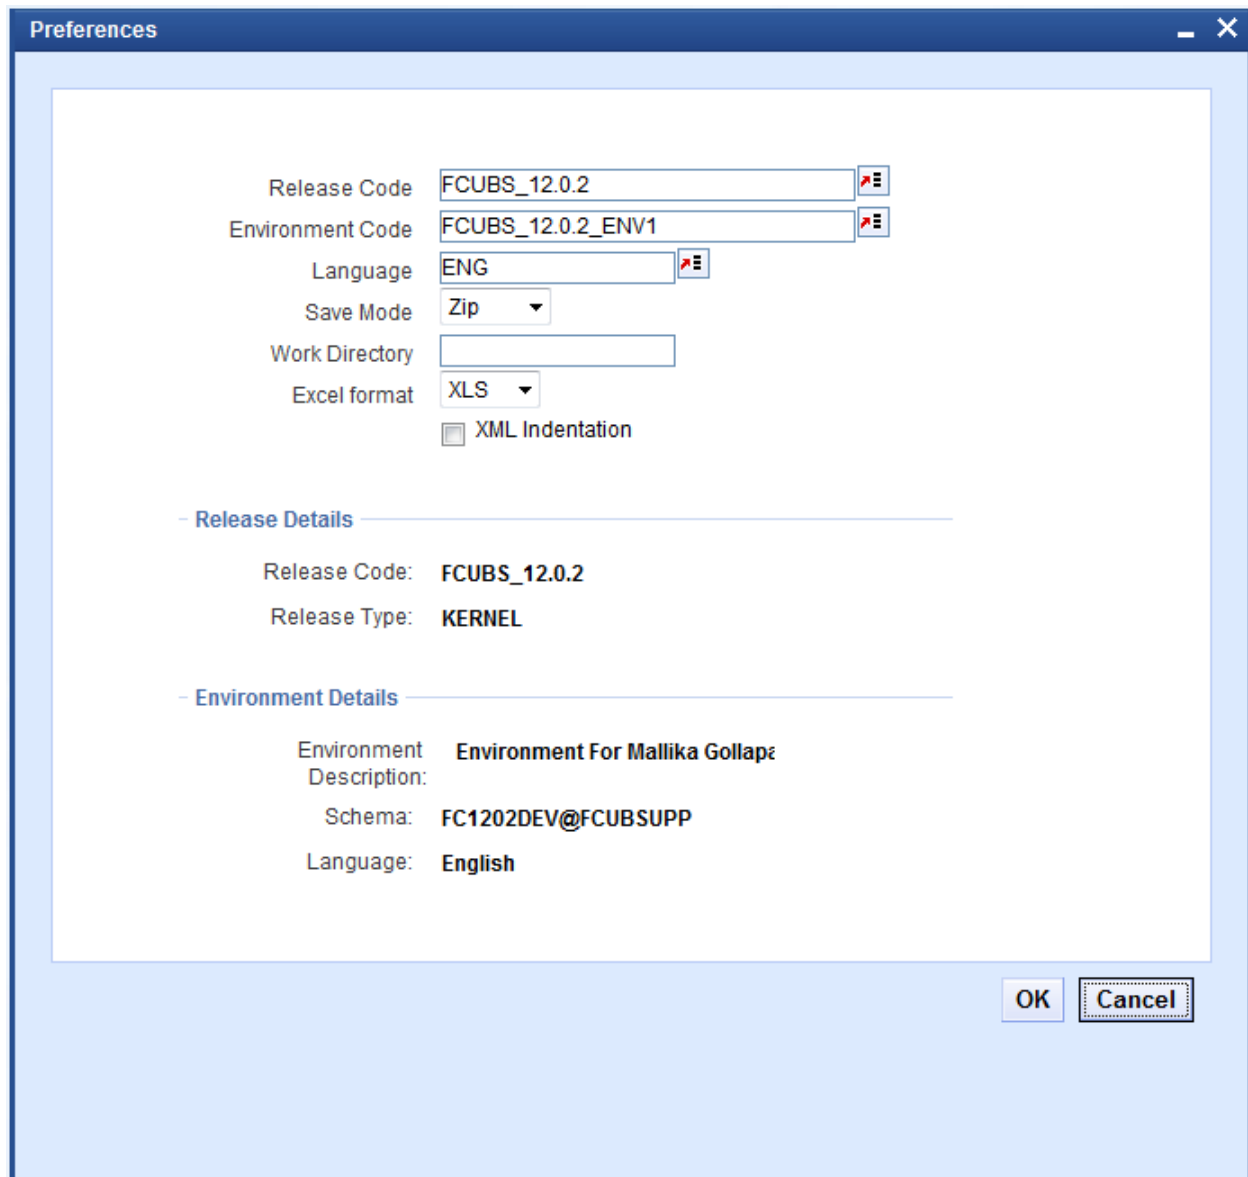 Preferences
Release Code FCUBS_12.0.2
Environment Code FCUBS_12.0.2_ENV1
Language ENG
Save Mode Zip
Work Directory
Excel format XLS
XML Indentation
Release Details
Release Code: FCUBS_12.0.2
Release Type: KERNEL
Environment Details
Environment Environment For Mallika Gollapa
Description:
Schema: FC1202DEV@FCUBSUPP
Language: English
OK Cancel